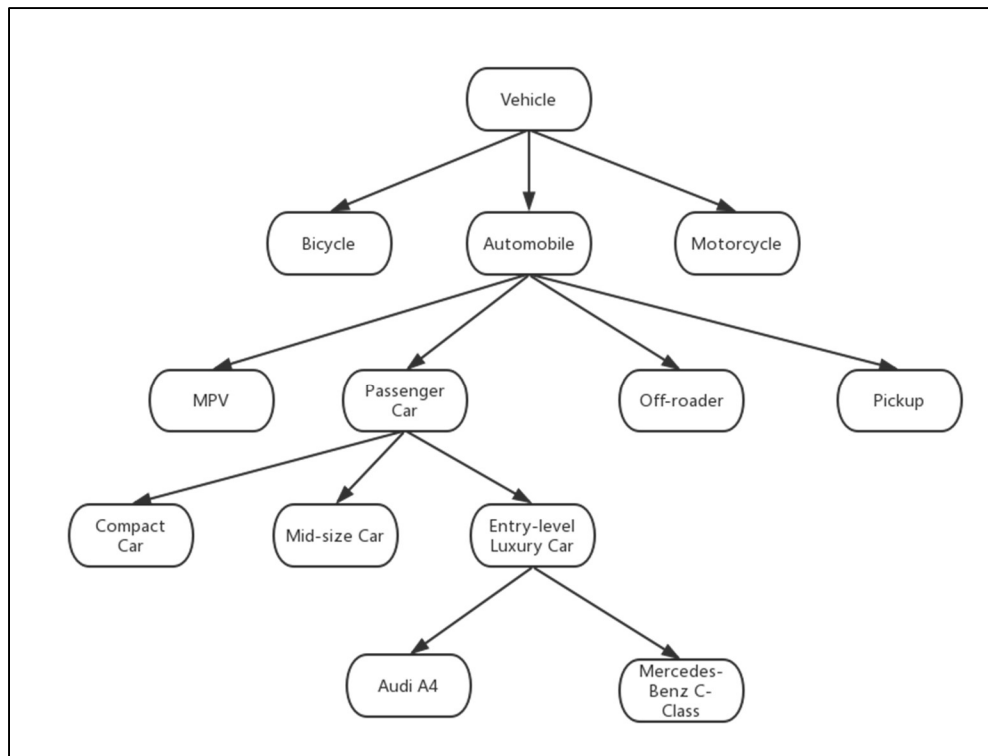 Vehicle
Bicycle
Automobile
Motorcycle
MPV
Passenger
Car
Off-roader
Pickup
Compact
Car
Mid-size Car
Entry-level
Luxury Car
Audi A4
Mercedes-
Benz C-
Class